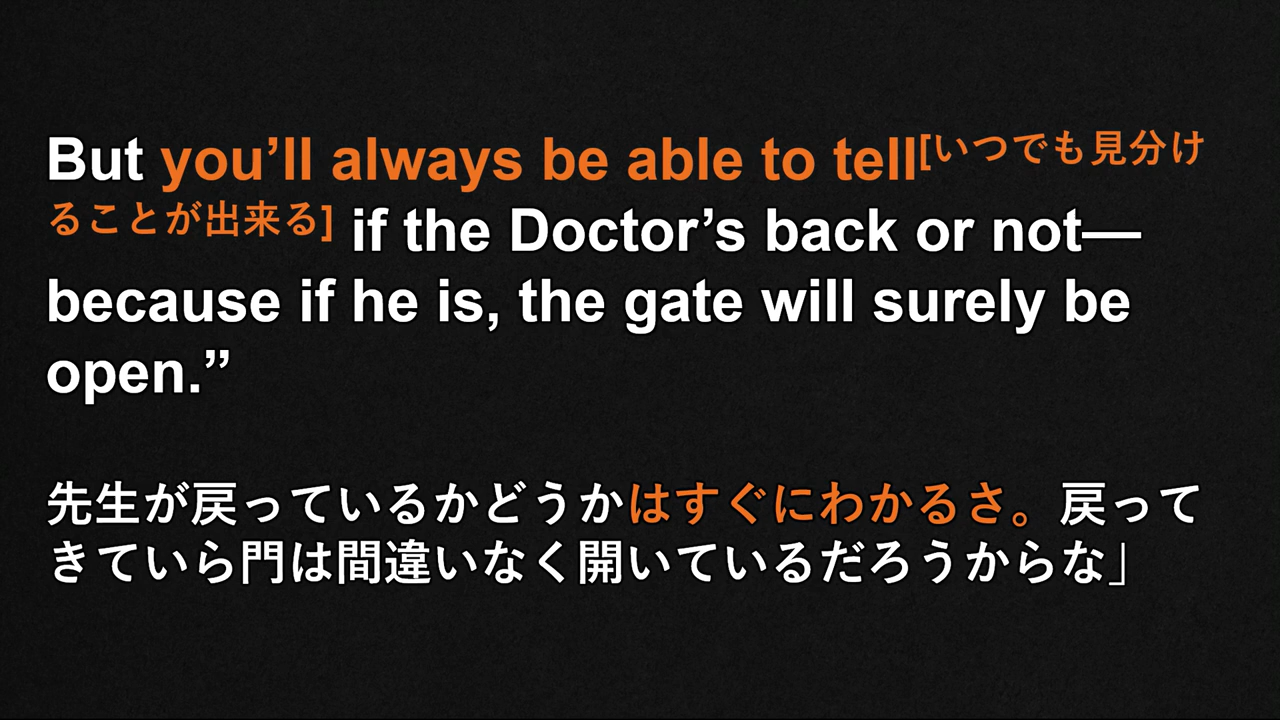 But you’ll always be able to tell[いつでも見分け
ることが出来る] if the Doctor’s back or not—
because if he is, the gate will surely be
open.”
先生が戻っているかどうかはすぐにわかるさ。戻って
きていら門は間違いなく開いているだろうからな」